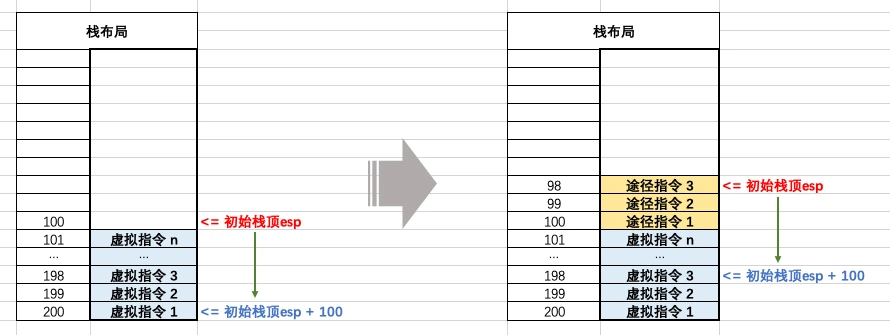 栈布局
100 <= 初始栈顶esp
101 虚拟指令 n
... ...
198 虚拟指令 3
199 虚拟指令 2
200 虚拟指令 1 <= 初始栈顶esp + 100
栈布局
98 途径指令 3 <= 初始栈顶esp
99 途径指令 2
100 途径指令 1
101 虚拟指令 n
... ...
198 虚拟指令 3 <= 初始栈顶esp + 100
199 虚拟指令 2
200 虚拟指令 1